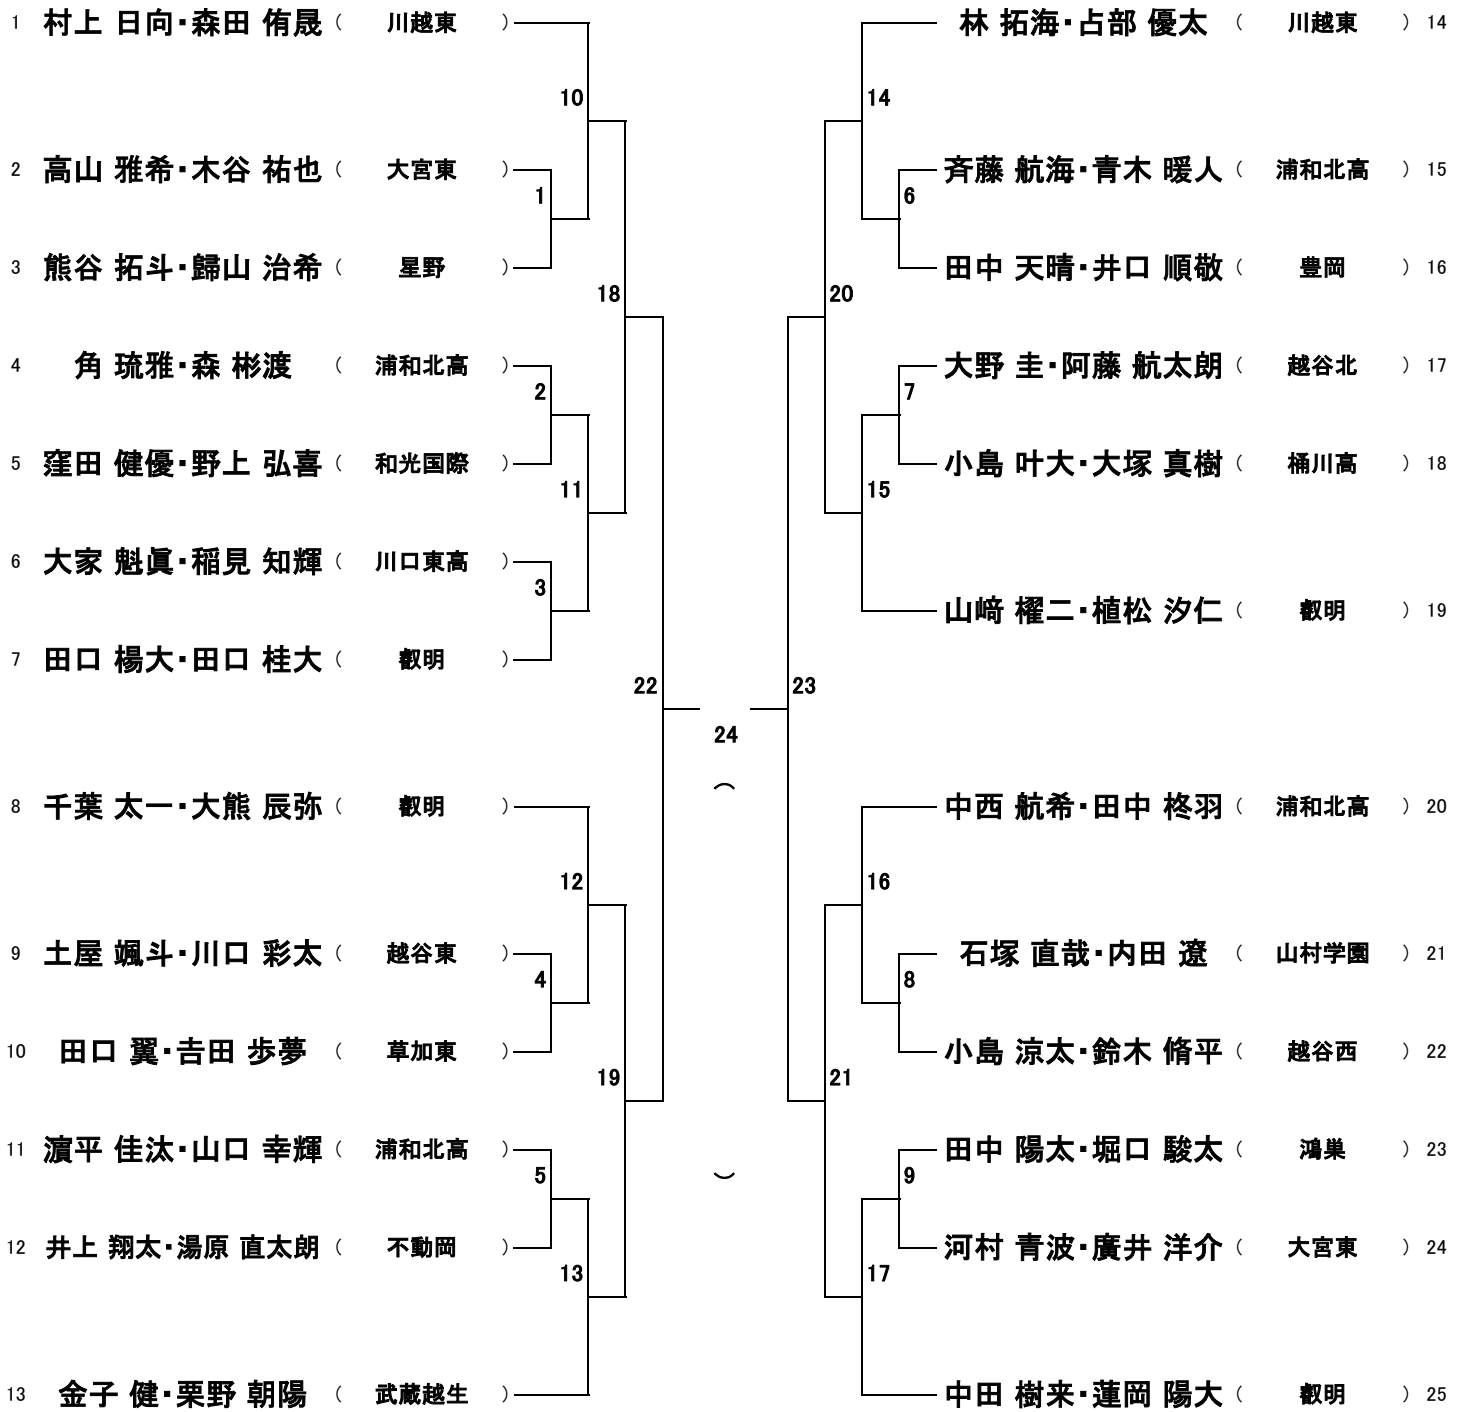 1 村上 日向・森田 侑晟 ( 川越東 )
10
2 高山 雅希・木谷 祐也 ( 大宮東 )
1
3 熊谷 拓斗・歸山 治希 ( 星野 )
18
4 角 琉雅・森 彬渡 ( 浦和北高 )
2
5 窪田 健優・野上 弘喜 ( 和光国際 )
11
6 大家 魁眞・稲見 知輝 ( 川口東高 )
3
7 田口 楊大・田口 桂大 ( 叡明 )
22
8 千葉 太一・大熊 辰弥 ( 叡明 )
12
9 土屋 颯斗・川口 彩太 ( 越谷東 )
4
10 田口 翼・𠮷田 歩夢 ( 草加東 )
19
11 濵平 佳汰・山口 幸輝 ( 浦和北高 )
5
12 井上 翔太・湯原 直太朗 ( 不動岡 )
13
13 金子 健・栗野 朝陽 ( 武蔵越生 )
24
( )
林 拓海・占部 優太 ( 川越東 ) 14
14
斉藤 航海・青木 暖人 ( 浦和北高 ) 15
6
田中 天晴・井口 順敬 ( 豊岡 ) 16
20
大野 圭・阿藤 航太朗 ( 越谷北 ) 17
7
小島 叶大・大塚 真樹 ( 桶川高 ) 18
15
山﨑 櫂二・植松 汐仁 ( 叡明 ) 19
23
中西 航希・田中 柊羽 ( 浦和北高 ) 20
16
石塚 直哉・内田 遼 ( 山村学園 ) 21
8
小島 涼太・鈴木 脩平 ( 越谷西 ) 22
21
田中 陽太・堀口 駿太 ( 鴻巣 ) 23
9
河村 青波・廣井 洋介 ( 大宮東 ) 24
17
中田 樹来・蓮岡 陽大 ( 叡明 ) 25